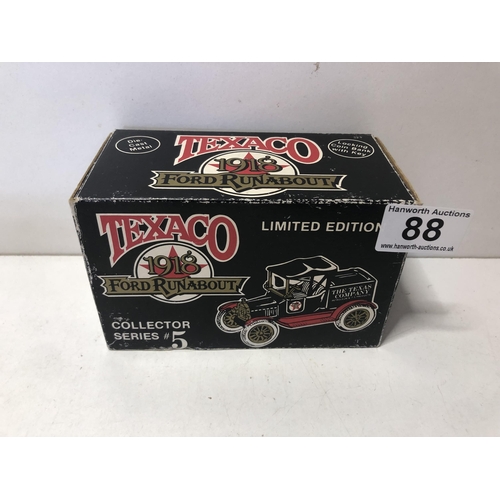 Die-
Cast
Metal
TEXACO
1918
FORD RUNABOUT
Locking
Coin Bank
with Key
TEXACO
1918
FORD RUNABOUT
LIMITED EDITION
COLLECTOR
SERIES #5
THE TEXAS
COMPANY
Hanworth Auctions
88
www.hanworth-auctions.co.uk